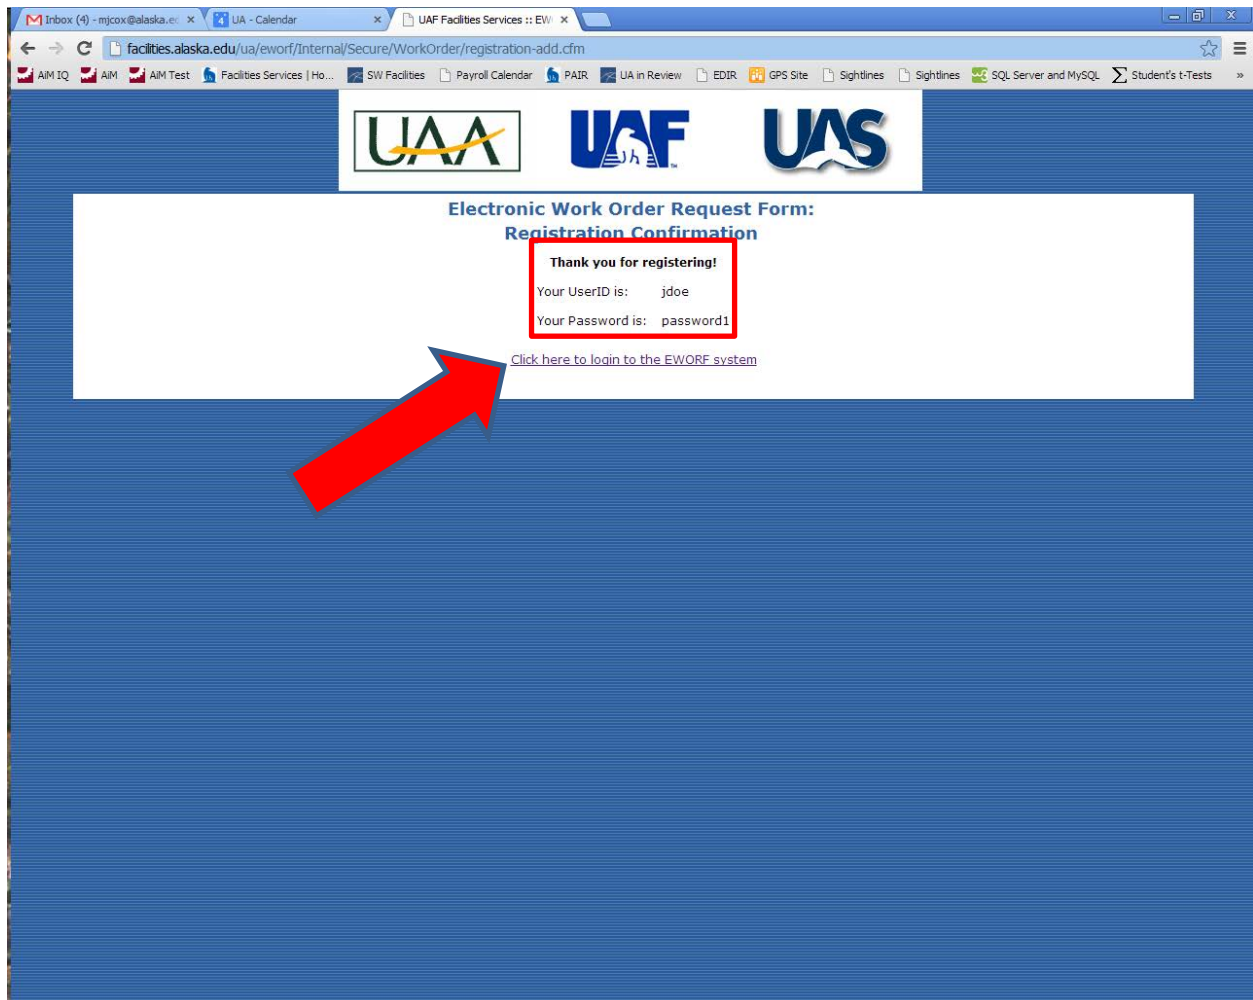 Inbox (4) - mjcox@alaska.ec
UA - Calendar
UAF Facilities Services :: EW
facilities.alaska.edu/ua/eworf/Internal/Secure/WorkOrder/registration-add.cfm
AiM IQ AiM AiM Test Facilities Services | Ho... SW Facilities Payroll Calendar PAIR UA in Review EDIR GPS Site Sightlines Sightlines SQL Server and MySQL Student's t-Tests »
UAA UAF UAS
Electronic Work Order Request Form:
Registration Confirmation
Thank you for registering!
Your UserID is: jdoe
Your Password is: password1
Click here to login to the EWORF system